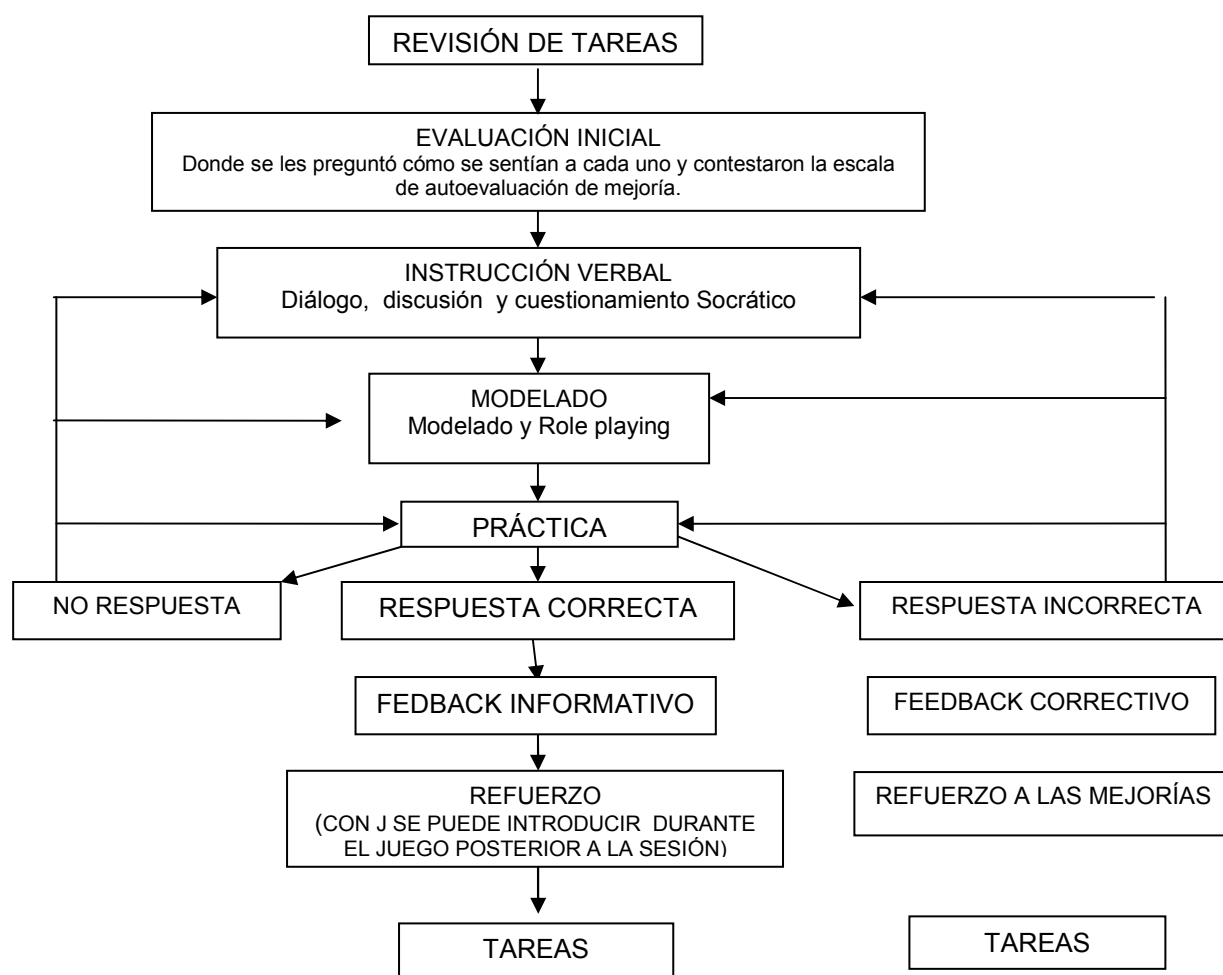 REVISIÓN DE TAREAS
EVALUACIÓN INICIAL
Donde se les preguntó cómo se sentían a cada uno y contestaron la escala
de autoevaluación de mejoría.
INSTRUCCIÓN VERBAL
Diálogo, discusión y cuestionamiento Socrático
MODELADO
Modelado y Role playing
PRÁCTICA
NO RESPUESTA
RESPUESTA CORRECTA
RESPUESTA INCORRECTA
FEDBACK INFORMATIVO
FEEDBACK CORRECTIVO
REFUERZO
(CON J SE PUEDE INTRODUCIR DURANTE
EL JUEGO POSTERIOR A LA SESIÓN)
REFUERZO A LAS MEJORÍAS
TAREAS
TAREAS